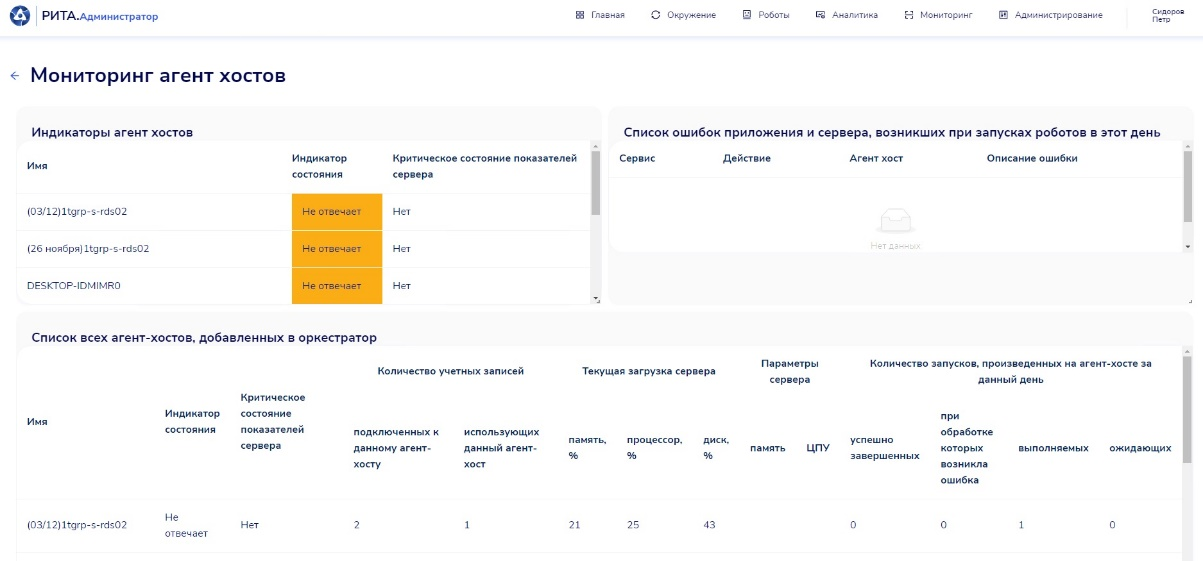 РИТА.Администратор
Главная
Окружение
Роботы
Аналитика
Мониторинг
Администрирование
Сидоров
Петр
Мониторинг агент хостов
Индикаторы агент хостов
Имя
Индикатор
состояния
Критическое состояние показателей
сервера
(03/12)1tgrp-s-rds02
Не отвечает
Нет
(26 ноября)1tgrp-s-rds02
Не отвечает
Нет
DESKTOP-IDMIMR0
Не отвечает
Нет
Список ошибок приложения и сервера, возникших при запусках роботов в этот день
Сервис
Действие
Агент хост
Описание ошибки
Нет данных
Список всех агент-хостов, добавленных в оркестратор
Имя
Индикатор
состояния
Критическое
состояние
показателей
сервера
Количество учетных записей
подключенных к
данному агент-
хосту
использующих
данный агент-
хост
Текущая загрузка сервера
память,
%
процессор,
%
диск,
%
Параметры
сервера
память
ЦПУ
Количество запусков, произведенных на агент-хосте за
данный день
успешно
завершенных
при
обработке
которых
возникла
ошибка
выполняемых
ожидающих
(03/12)1tgrp-s-rds02
Не
отвечает
Нет
2
1
21
25
43
0
0
1
0